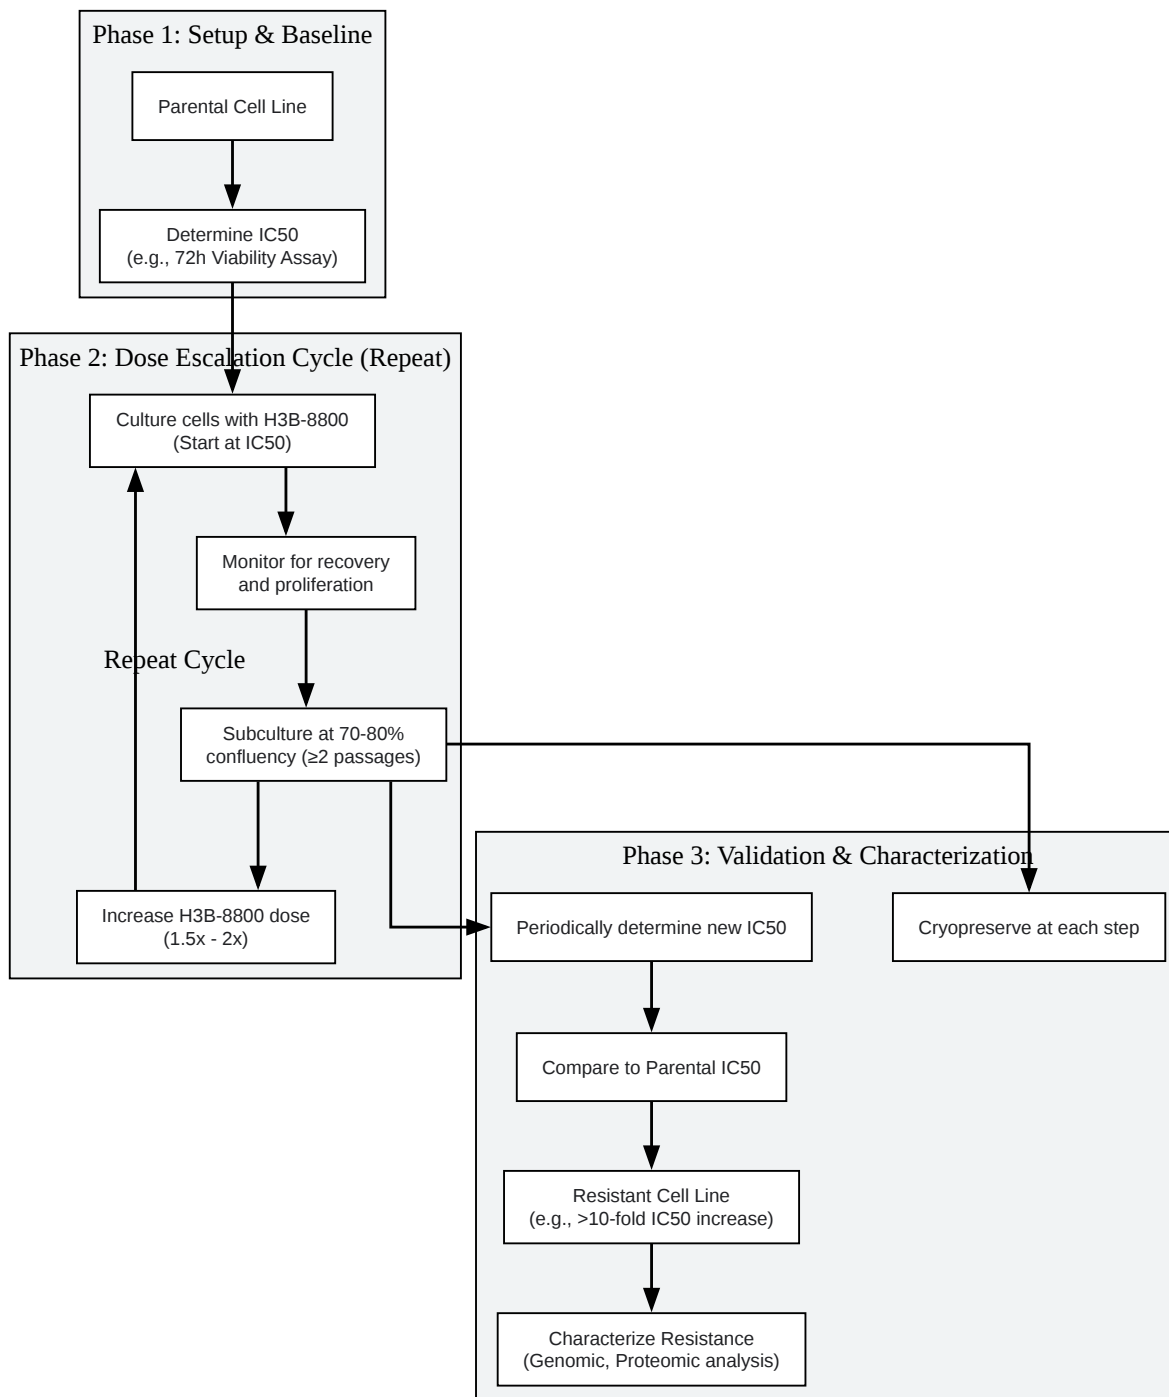 Phase 1: Setup & Baseline
Parental Cell Line
Determine IC50
(e.g., 72h Viability Assay)
Phase 2: Dose Escalation Cycle (Repeat)
Culture cells with H3B-8800
(Start at IC50)
Monitor for recovery
and proliferation
Repeat Cycle
Subculture at 70-80%
confluency (≥2 passages)
Increase H3B-8800 dose
(1.5x - 2x)
Phase 3: Validation & Characterization
Periodically determine new IC50
Cryopreserve at each step
Compare to Parental IC50
Resistant Cell Line
(e.g., >10-fold IC50 increase)
Characterize Resistance
(Genomic, Proteomic analysis)